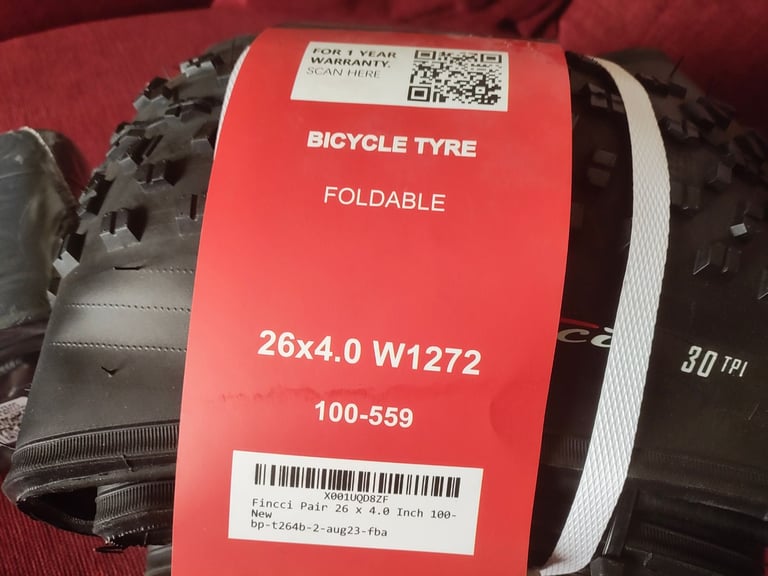 FOR 1 YEAR
WARRANTY.
SCAN HERE
BICYCLE TYRE
FOLDABLE
26x4.0 W1272
100-559
30 TPI
X001UQD8ZF
Fincci Pair 26 x 4.0 Inch 100-
New
bp-t264b-2-aug23-fba